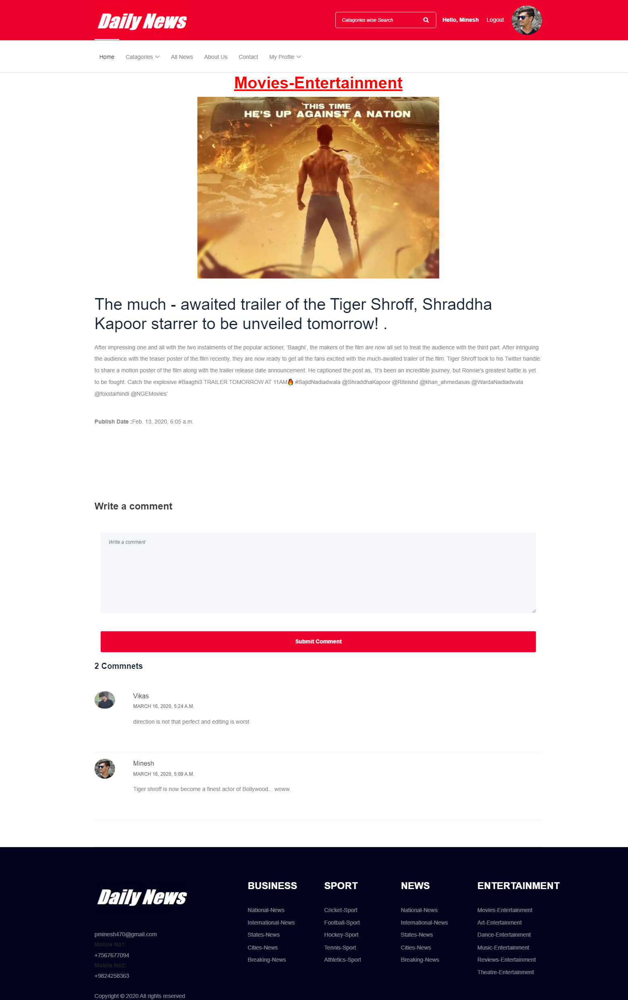 Daily News
Catagories wise Search
Hello, Minesh
Logout
Home
Catagories
All News
About Us
Contact
My Profile
Movies-Entertainment
THIS TIME
HE'S UP AGAINST A NATION
The much - awaited trailer of the Tiger Shroff, Shraddha
Kapoor starrer to be unveiled tomorrow! .
After impressing one and all with the two instalments of the popular actioner, ‘Baaghi’, the makers of the film are now all set to treat the audience with the third part. After intriguing
the audience with the teaser poster of the film recently, they are now ready to get all the fans excited with the much-awaited trailer of the film. Tiger Shroff took to his Twitter handle
to share a motion poster of the film along with the trailer release date announcement. He captioned the post as, ‘It’s been an incredible journey, but Ronnie's greatest battle is yet
to be fought. Catch the explosive #Baaghi3 TRAILER TOMORROW AT 11AM🔥 #SajidNadiadwala @ShraddhaKapoor @Riteishd @khan_ahmedasas @WardaNadiadwala
@foxstarhindi @NGEMovies’
Publish Date :Feb. 13, 2020, 6:05 a.m.
Write a comment
Write a comment
Submit Comment
2 Commnets
Vikas
MARCH 16, 2020, 5:24 A.M.
direction is not that perfect and editing is worst
Minesh
MARCH 16, 2020, 5:09 A.M.
Tiger shroff is now become a finest actor of Bollywood... woww.
Daily News
pminesh470@gmail.com
Mobile No1:
+7567677094
Mobile No2:
+9824258363
Copyright © 2020 All rights reserved
BUSINESS
National-News
International-News
States-News
Cities-News
Breaking-News
SPORT
Cricket-Sport
Football-Sport
Hockey-Sport
Tennis-Sport
Athletics-Sport
NEWS
National-News
International-News
States-News
Cities-News
Breaking-News
ENTERTAINMENT
Movies-Entertainment
Art-Entertainment
Dance-Entertainment
Music-Entertainment
Reviews-Entertainment
Theatre-Entertainment